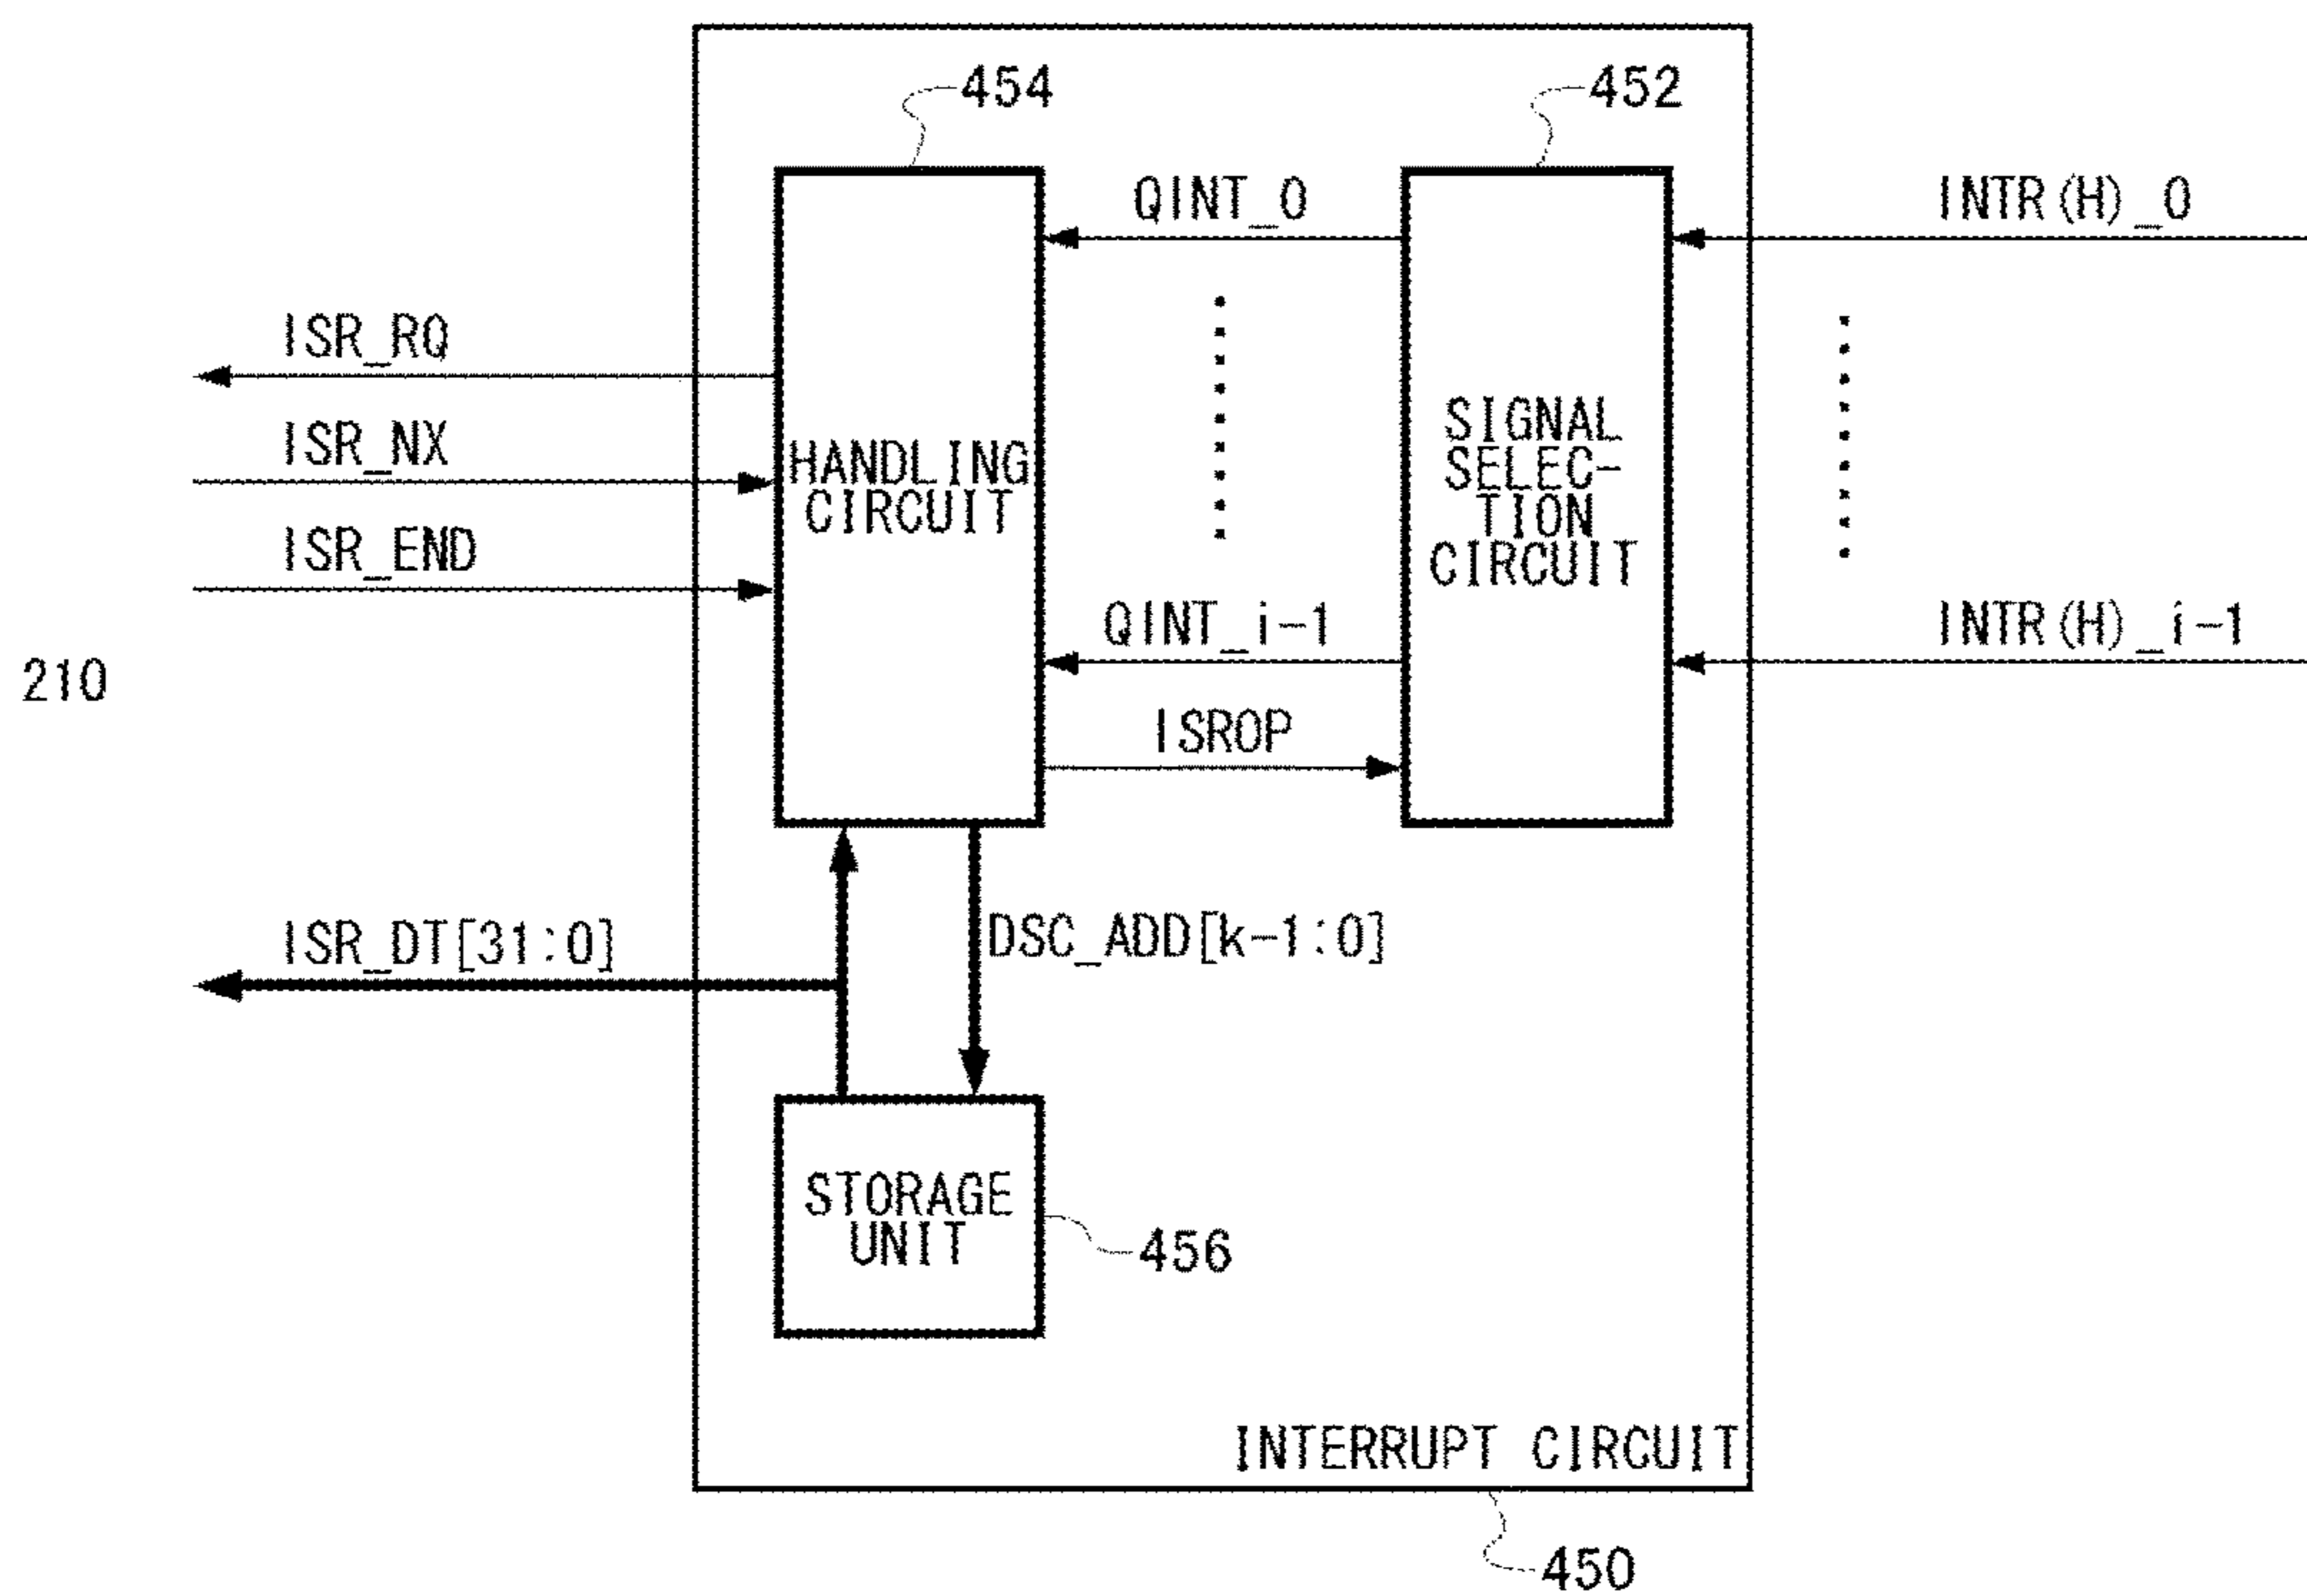 454
452
QINT_0
INTR(H)_0
ISR_RQ
ISR_NX
ISR_END
HANDLING
CIRCUIT
SIGNAL
SELEC-
TION
CIRCUIT
QINT_i-1
INTR(H)_i-1
210
ISROP
ISR_DT[31:0]
DSC_ADD[k-1:0]
STORAGE
UNIT
456
INTERRUPT CIRCUIT
450